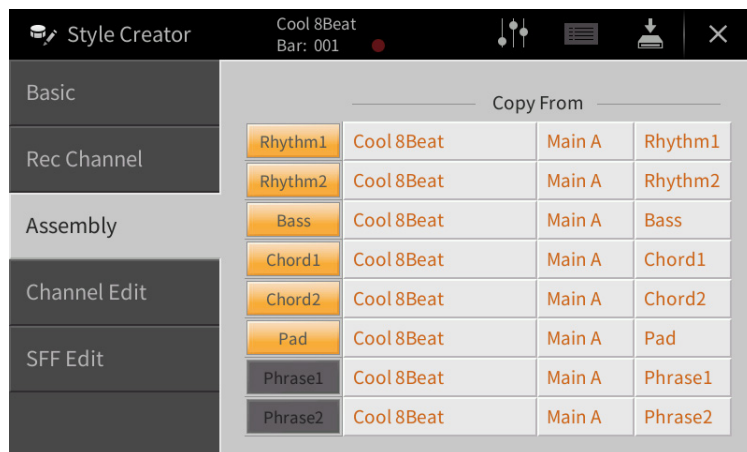 Style Creator
Cool 8Beat
Bar: 001
Basic
Rec Channel
Assembly
Channel Edit
SFF Edit
Copy From
Rhythm1 Cool 8Beat Main A Rhythm1
Rhythm2 Cool 8Beat Main A Rhythm2
Bass Cool 8Beat Main A Bass
Chord1 Cool 8Beat Main A Chord1
Chord2 Cool 8Beat Main A Chord2
Pad Cool 8Beat Main A Pad
Phrase1 Cool 8Beat Main A Phrase1
Phrase2 Cool 8Beat Main A Phrase2